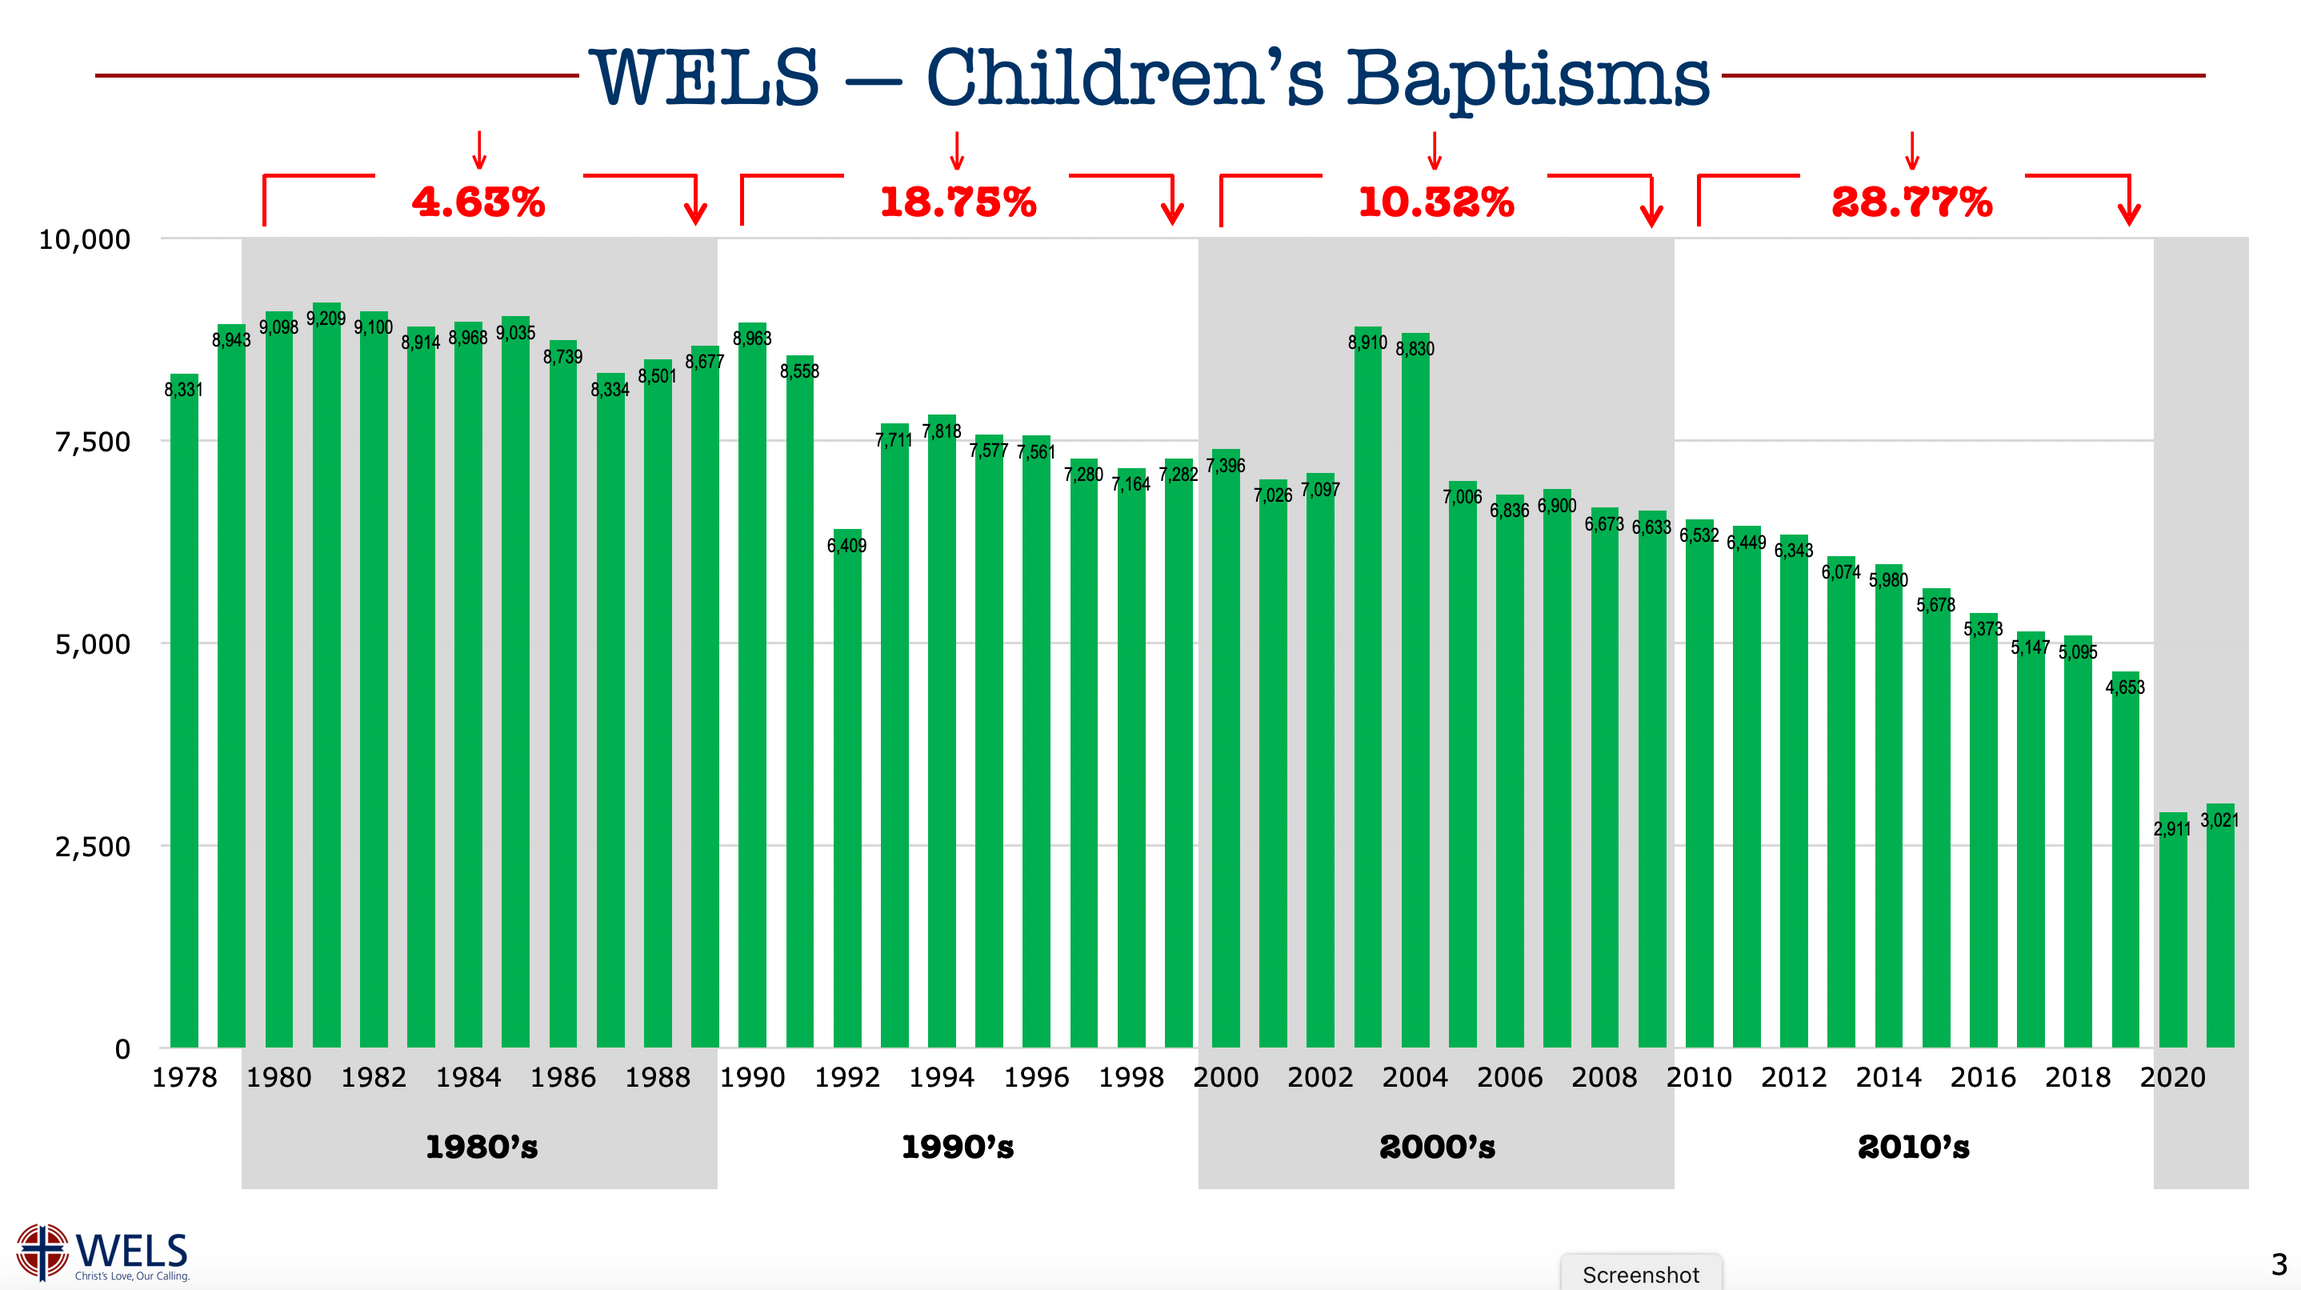 WELS – Children’s Baptisms
4.63% 18.75% 10.32% 28.77%
10,000
7,500
5,000
2,500
0
8,331 8,943 9,098 9,209 9,100 8,914 8,968 9,035 8,739 8,334 8,501 8,677 8,963 8,558 6,409 7,711 7,818 7,577 7,561 7,280 7,164 7,282 7,396 7,026 7,097 8,910 8,830 7,006 6,836 6,900 6,673 6,633 6,532 6,449 6,343 6,074 5,980 5,678 5,373 5,147 5,095 4,653 2,911 3,021
1978 1980 1982 1984 1986 1988 1990 1992 1994 1996 1998 2000 2002 2004 2006 2008 2010 2012 2014 2016 2018 2020
1980’s 1990’s 2000’s 2010’s
WELS
Christ's Love, Our Calling.
Screenshot
3